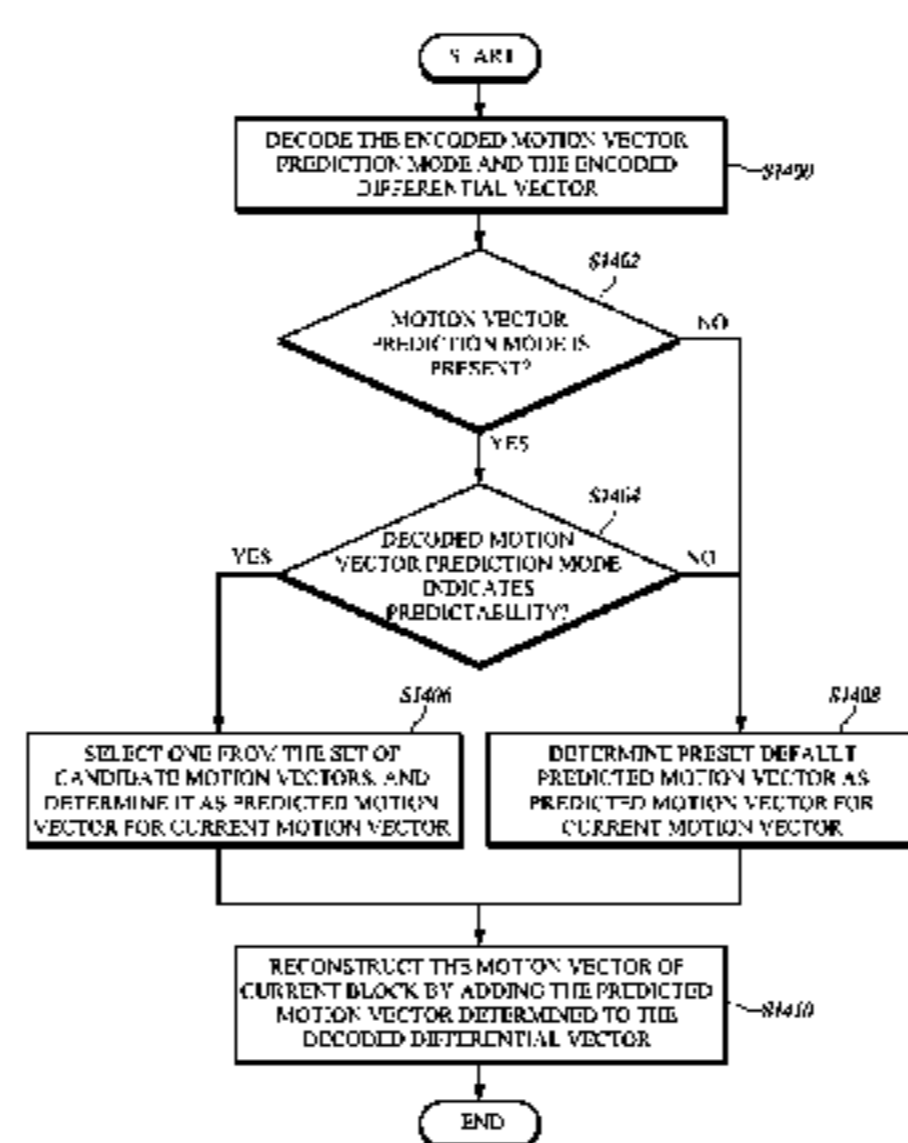 START
DECODE THE ENCODED MOTION VECTOR
PREDICTION MODE AND THE ENCODED
DIFFERENTIAL VECTOR
S1400
S1402
MOTION VECTOR
PREDICTION MODE IS
PRESENT?
NO
YES
S1404
DECODED MOTION
VECTOR PREDICTION MODE
INDICATES
PREDICTABILITY?
YES
NO
S1406
SELECT ONE FROM THE SET OF
CANDIDATE MOTION VECTORS, AND
DETERMINE IT AS PREDICTED MOTION
VECTOR FOR CURRENT MOTION VECTOR
S1408
DETERMINE PRESET DEFAULT
PREDICTED MOTION VECTOR AS
PREDICTED MOTION VECTOR FOR
CURRENT MOTION VECTOR
RECONSTRUCT THE MOTION VECTOR OF
CURRENT BLOCK BY ADDING THE PREDICTED
MOTION VECTOR DETERMINED TO THE
DECODED DIFFERENTIAL VECTOR
S1410
END